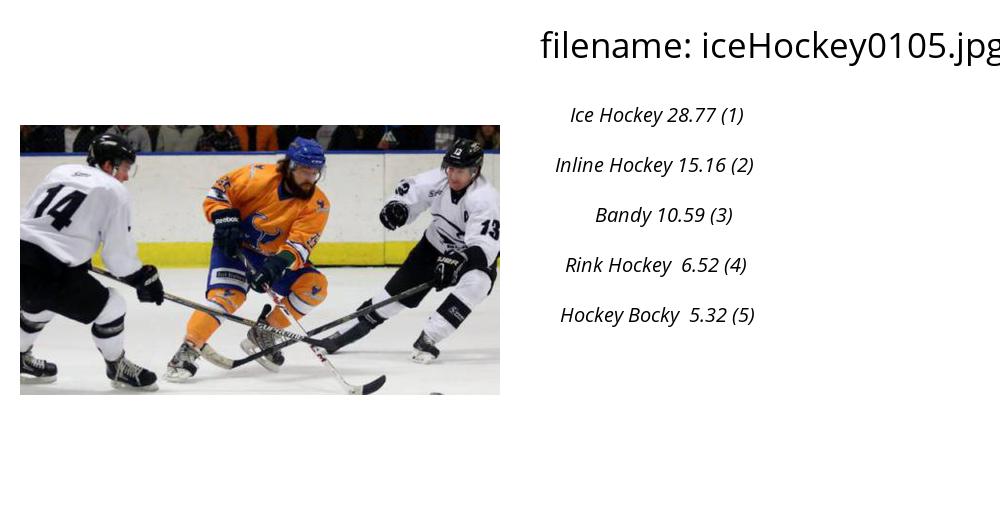 filename: iceHockey0105.jpg
Ice Hockey 28.77 (1)
Inline Hockey 15.16 (2)
Bandy 10.59 (3)
Rink Hockey 6.52 (4)
Hockey Bocky 5.32 (5)
14
Reebok
13